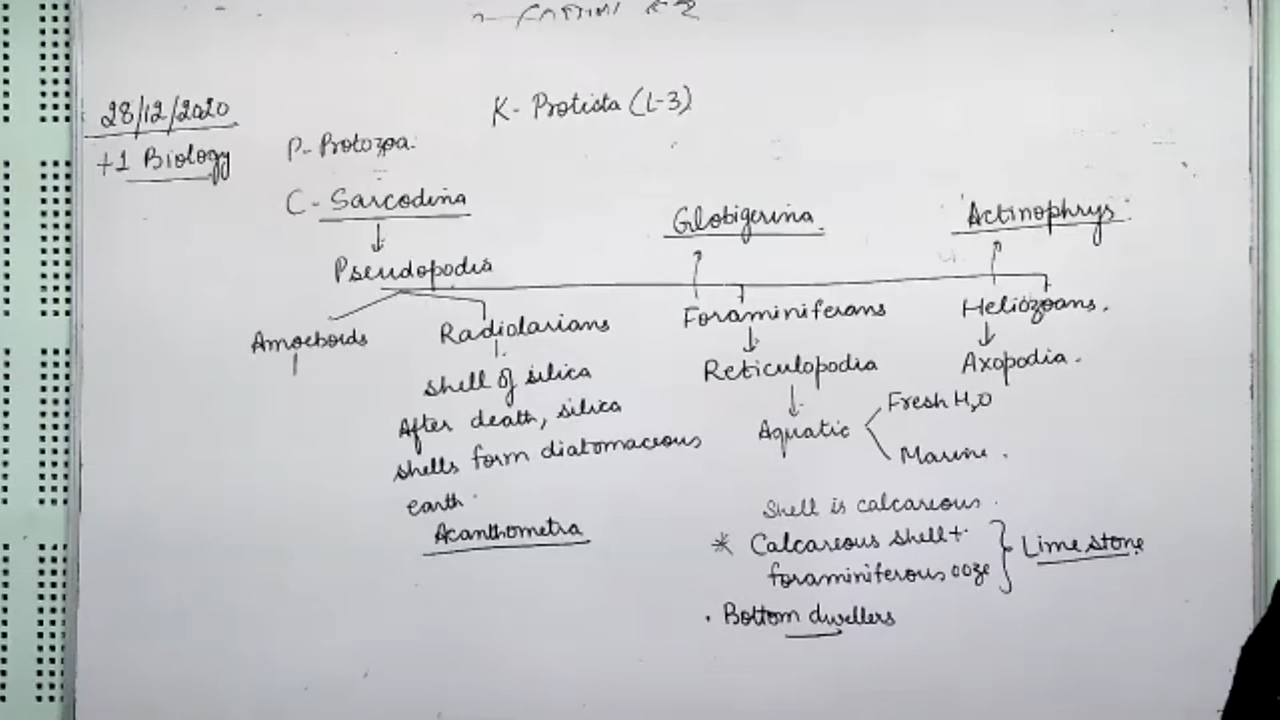 28/12/2020
+1 Biology
K- Protista (L-3)
P- Protozoa.
C- Sarcodina
Pseudopodia
Globigerina
Actinophrys
Amoeboids
Radiolarians
Foraminiferans
Heliozoans.
shell of silica
After death, silica
shells form diatomaceous
earth.
Acanthometra
Reticulopodia
Axopodia.
Aquatic
Fresh H2O
Marine.
Shell is calcareous.
* Calcareous shell +
foraminiferous ooze
Lime stone
. Bottom dwellers